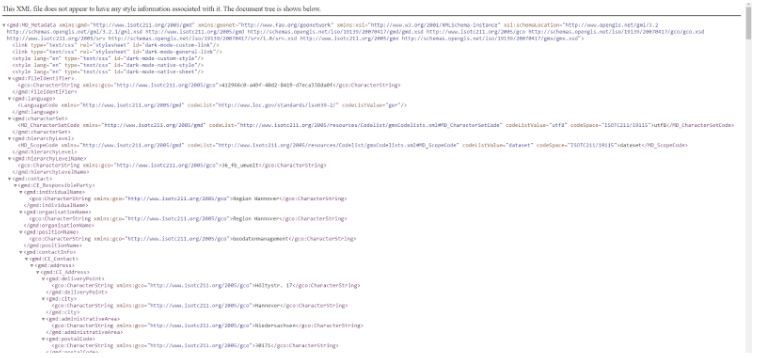 This XML file does not appear to have any style information associated with it. The document tree is shown below.
▼<gmd:MD_Metadata xmlns:gmd="http://www.isotc211.org/2005/gmd" xmlns:geonet="http://www.fao.org/geonetwork" xmlns:xsi="http://www.w3.org/2001/XMLSchema-instance" xsi:schemaLocation="http://www.opengis.net/gml/3.2
http://schemas.opengis.net/gml/3.2.1/gml.xsd http://www.isotc211.org/2005/gmd http://schemas.opengis.net/iso/19139/20070417/gmd/gmd.xsd http://www.isotc211.org/2005/gco http://schemas.opengis.net/iso/19139/20070417/gco/gco.xsd
http://schemas.opengis.net/iso/19139/20070417/srv/1.0/srv.xsd http://www.isotc211.org/2005/gmx http://schemas.opengis.net/iso/19139/20070417/gmx/gmx.xsd">
<link type="text/css" rel="stylesheet" id="dark-mode-custom-link"/>
<link type="text/css" rel="stylesheet" id="dark-mode-general-link"/>
<style lang="en" type="text/css" id="dark-mode-custom-style"/>
<style lang="en" type="text/css" id="dark-mode-native-style"/>
<style lang="en" type="text/css" id="dark-mode-native-sheet"/>
▼<gmd:fileIdentifier>
<gco:CharacterString xmlns:gco="http://www.isotc211.org/2005/gco"></gco:CharacterString>
</gmd:fileIdentifier>
▼<gmd:language>
<LanguageCode xmlns="http://www.isotc211.org/2005/gmd" codeList="http://www.loc.gov/standards/iso639-2/" codeListValue="ger"/>
</gmd:language>
▼<gmd:characterSet>
<MD_CharacterSetCode xmlns="http://www.isotc211.org/2005/gmd" codeList="http://www.isotc211.org/2005/resources/Codelist/gmxCodelists.xml#MD_CharacterSetCode" codeListValue="utf8" codeSpace="ISOTC211/19115">utf8</MD_CharacterSetCode>
</gmd:characterSet>
▼<gmd:hierarchyLevel>
<MD_ScopeCode xmlns="http://www.isotc211.org/2005/gmd" codeList="http://www.isotc211.org/2005/resources/Codelist/gmxCodelists.xml#MD_ScopeCode" codeListValue="dataset" codeSpace="ISOTC211/19115">dataset</MD_ScopeCode>
</gmd:hierarchyLevel>
▼<gmd:hierarchyLevelName>
<gco:CharacterString xmlns:gco="http://www.isotc211.org/2005/gco">36_fb_umwelt</gco:CharacterString>
</gmd:hierarchyLevelName>
▼<gmd:contact>
▼<gmd:CI_ResponsibleParty>
▼<gmd:individualName>
<gco:CharacterString xmlns:gco="http://www.isotc211.org/2005/gco">Region Hannover</gco:CharacterString>
</gmd:individualName>
▼<gmd:organisationName>
<gco:CharacterString xmlns:gco="http://www.isotc211.org/2005/gco">Region Hannover</gco:CharacterString>
</gmd:organisationName>
▼<gmd:positionName>
<gco:CharacterString xmlns:gco="http://www.isotc211.org/2005/gco">Geodatenmanagement</gco:CharacterString>
</gmd:positionName>
▼<gmd:contactInfo>
▼<gmd:CI_Contact>
▼<gmd:address>
▼<gmd:CI_Address>
▼<gmd:deliveryPoint>
<gco:CharacterString xmlns:gco="http://www.isotc211.org/2005/gco">Höltystr. 17</gco:CharacterString>
</gmd:deliveryPoint>
▼<gmd:city>
<gco:CharacterString xmlns:gco="http://www.isotc211.org/2005/gco">Hannover</gco:CharacterString>
</gmd:city>
▼<gmd:administrativeArea>
<gco:CharacterString xmlns:gco="http://www.isotc211.org/2005/gco">Niedersachsen</gco:CharacterString>
</gmd:administrativeArea>
▼<gmd:postalCode>
<gco:CharacterString xmlns:gco="http://www.isotc211.org/2005/gco">30171</gco:CharacterString>
</gmd:postalCode>